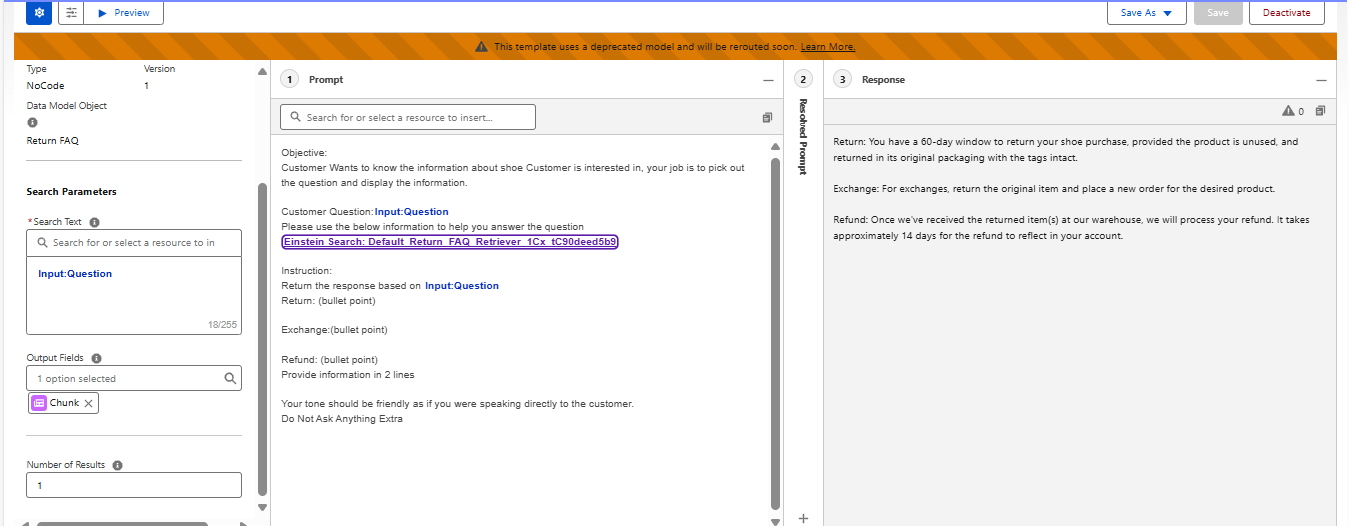 Preview
Save As
Save
Deactivate
This template uses a deprecated model and will be rerouted soon. Learn More.
Type
Version
NoCode
1
Data Model Object
Return FAQ
Search Parameters
*Search Text
Search for or select a resource to in
Input:Question
18/255
Output Fields
1 option selected
Chunk
Number of Results
1
1 Prompt
Search for or select a resource to insert...
Objective:
Customer Wants to know the information about shoe Customer is interested in, your job is to pick out
the question and display the information.
Customer Question: Input:Question
Please use the below information to help you answer the question
Einstein Search: Default_Return_FAQ_Retriever_1Cx_tC90deed5b9
Instruction:
Return the response based on Input:Question
Return: (bullet point)
Exchange:(bullet point)
Refund: (bullet point)
Provide information in 2 lines
Your tone should be friendly as if you were speaking directly to the customer.
Do Not Ask Anything Extra
2
Resolved Prompt
3 Response
0
Return: You have a 60-day window to return your shoe purchase, provided the product is unused, and
returned in its original packaging with the tags intact.
Exchange: For exchanges, return the original item and place a new order for the desired product.
Refund: Once we've received the returned item(s) at our warehouse, we will process your refund. It takes
approximately 14 days for the refund to reflect in your account.